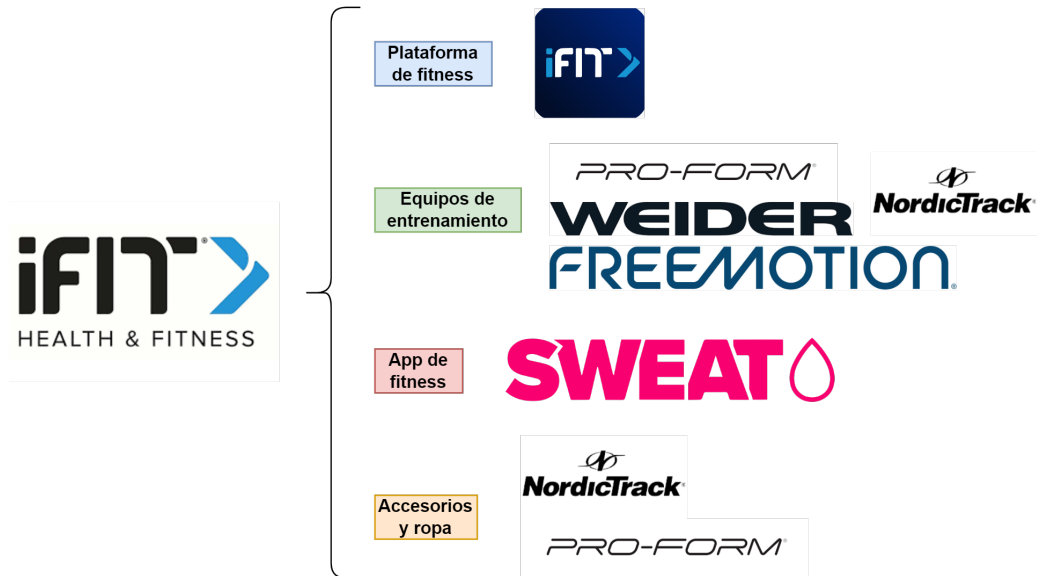 iFIT®
HEALTH & FITNESS
Plataforma
de fitness
iFIT
Equipos de
entrenamiento
PRO-FORM®
WEIDER
FREEMOTION®
NordicTrack®
App de
fitness
SWEAT
Accesorios
y ropa
NordicTrack®
PRO-FORM®